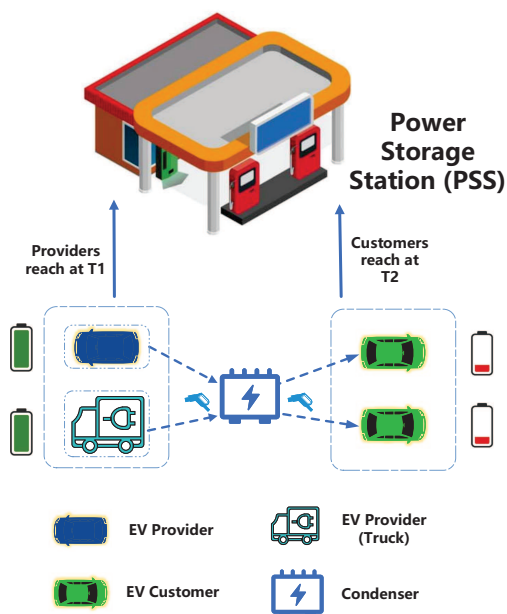 Power
Storage
Station (PSS)
Providers
reach at T1
Customers
reach at
T2
EV Provider
EV Provider
(Truck)
EV Customer
Condenser